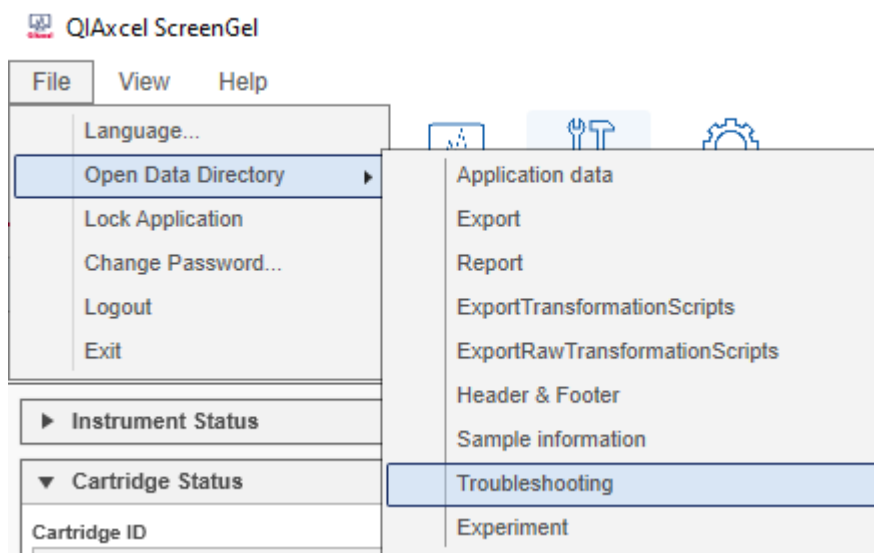 QIAxcel ScreenGel
File View Help
Language...
Open Data Directory
Lock Application
Change Password...
Logout
Exit
Application data
Export
Report
ExportTransformationScripts
ExportRawTransformationScripts
Header & Footer
Sample information
Troubleshooting
Experiment
Instrument Status
Cartridge Status
Cartridge ID